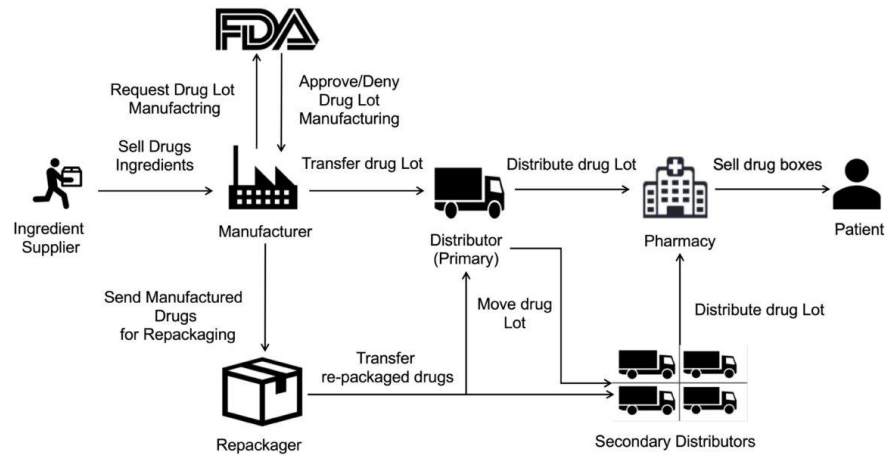 FDA
Request Drug Lot
Manufactring
Approve/Deny
Drug Lot
Manufacturing
Sell Drugs
Ingredients
Transfer drug Lot
Distribute drug Lot
Sell drug boxes
Ingredient
Supplier
Manufacturer
Distributor
(Primary)
Pharmacy
Patient
Send Manufactured
Drugs
for Repackaging
Move drug
Lot
Distribute drug Lot
Transfer
re-packaged drugs
Repackager
Secondary Distributors